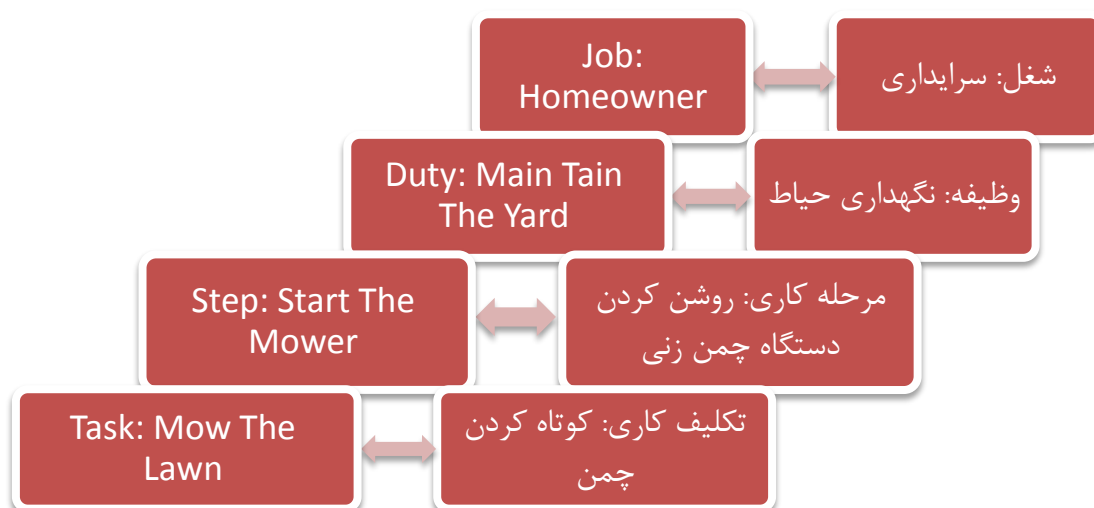 Job:
Homeowner
شغل: سرایداری
Duty: Main Tain
The Yard
وظیفه: نگهداری حیاط
Step: Start The
Mower
مرحله کاری: روشن کردن
دستگاه چمن زنی
Task: Mow The
Lawn
تکلیف کاری: کوتاه کردن
چمن